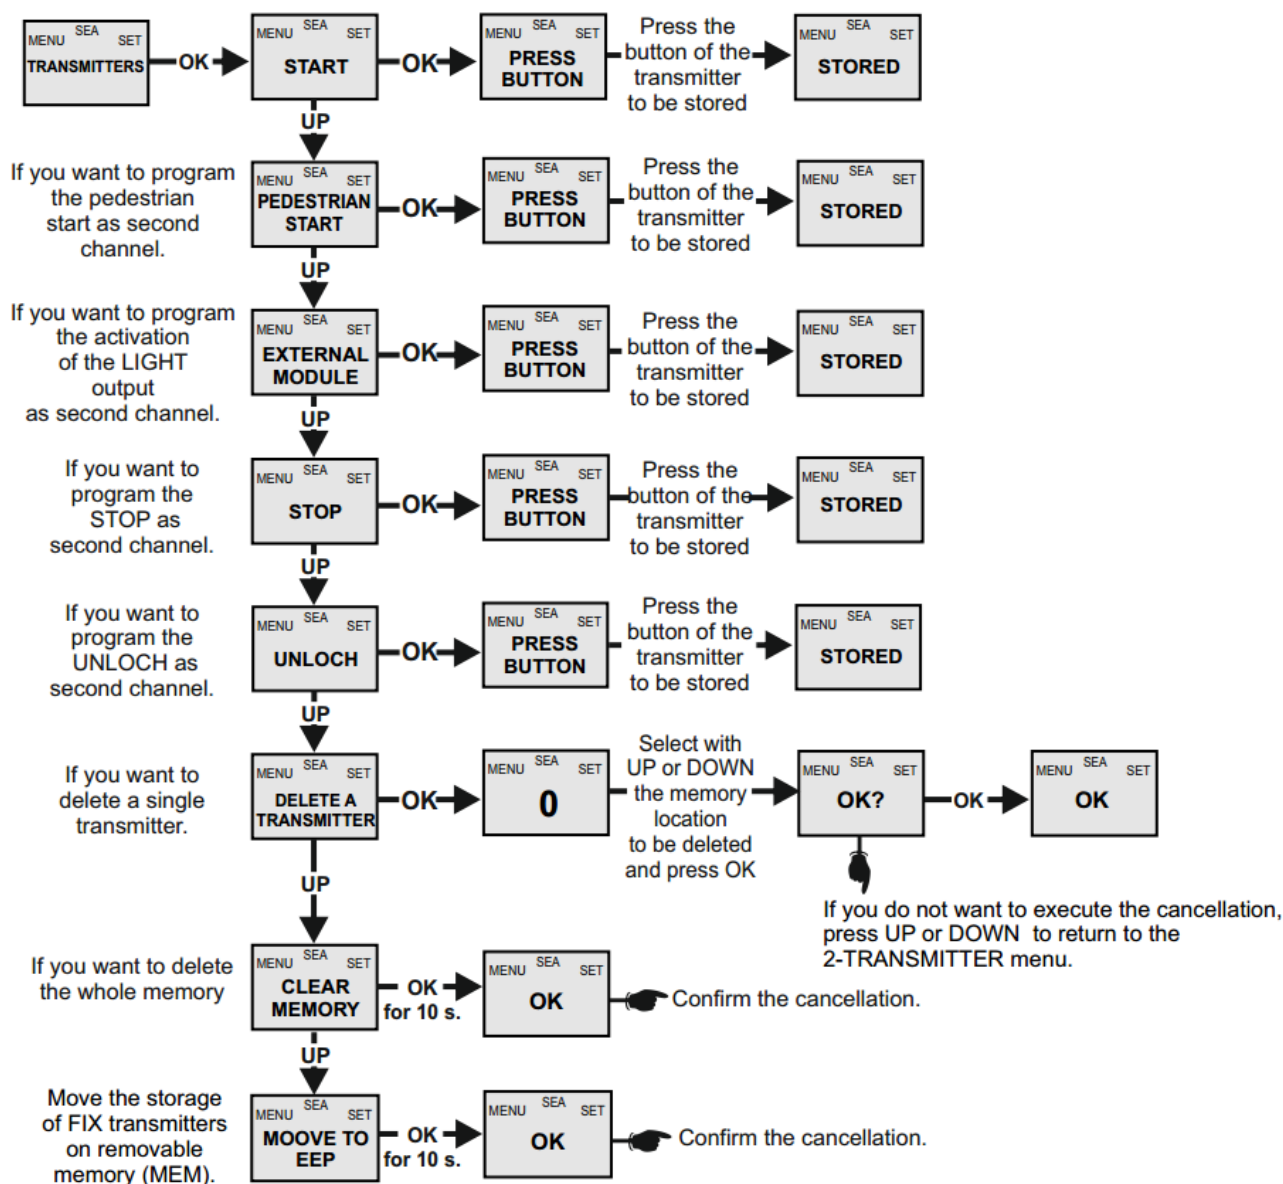 MENU SEA SET
TRANSMITTERS
OK
MENU SEA SET
START
OK
MENU SEA SET
PRESS
BUTTON
Press the
button of the
transmitter
to be stored
MENU SEA SET
STORED
UP
If you want to program
the pedestrian
start as second
channel.
MENU SEA SET
PEDESTRIAN
START
OK
MENU SEA SET
PRESS
BUTTON
Press the
button of the
transmitter
to be stored
MENU SEA SET
STORED
UP
If you want to program
the activation
of the LIGHT
output
as second channel.
MENU SEA SET
EXTERNAL
MODULE
OK
MENU SEA SET
PRESS
BUTTON
Press the
button of the
transmitter
to be stored
MENU SEA SET
STORED
UP
If you want to
program the
STOP as
second channel.
MENU SEA SET
STOP
OK
MENU SEA SET
PRESS
BUTTON
Press the
button of the
transmitter
to be stored
MENU SEA SET
STORED
UP
If you want to
program the
UNLOCH as
second channel.
MENU SEA SET
UNLOCH
OK
MENU SEA SET
PRESS
BUTTON
Press the
button of the
transmitter
to be stored
MENU SEA SET
STORED
UP
If you want to
delete a single
transmitter.
MENU SEA SET
DELETE A
TRANSMITTER
OK
MENU SEA SET
0
Select with
UP or DOWN
the memory
location
to be deleted
and press OK
MENU SEA SET
OK?
OK
MENU SEA SET
OK
If you do not want to execute the cancellation,
press UP or DOWN to return to the
2-TRANSMITTER menu.
UP
If you want to delete
the whole memory
MENU SEA SET
CLEAR
MEMORY
OK
for 10 s.
MENU SEA SET
OK
Confirm the cancellation.
UP
Move the storage
of FIX transmitters
on removable
memory (MEM).
MENU SEA SET
MOOVE TO
EEP
OK
for 10 s.
MENU SEA SET
OK
Confirm the cancellation.